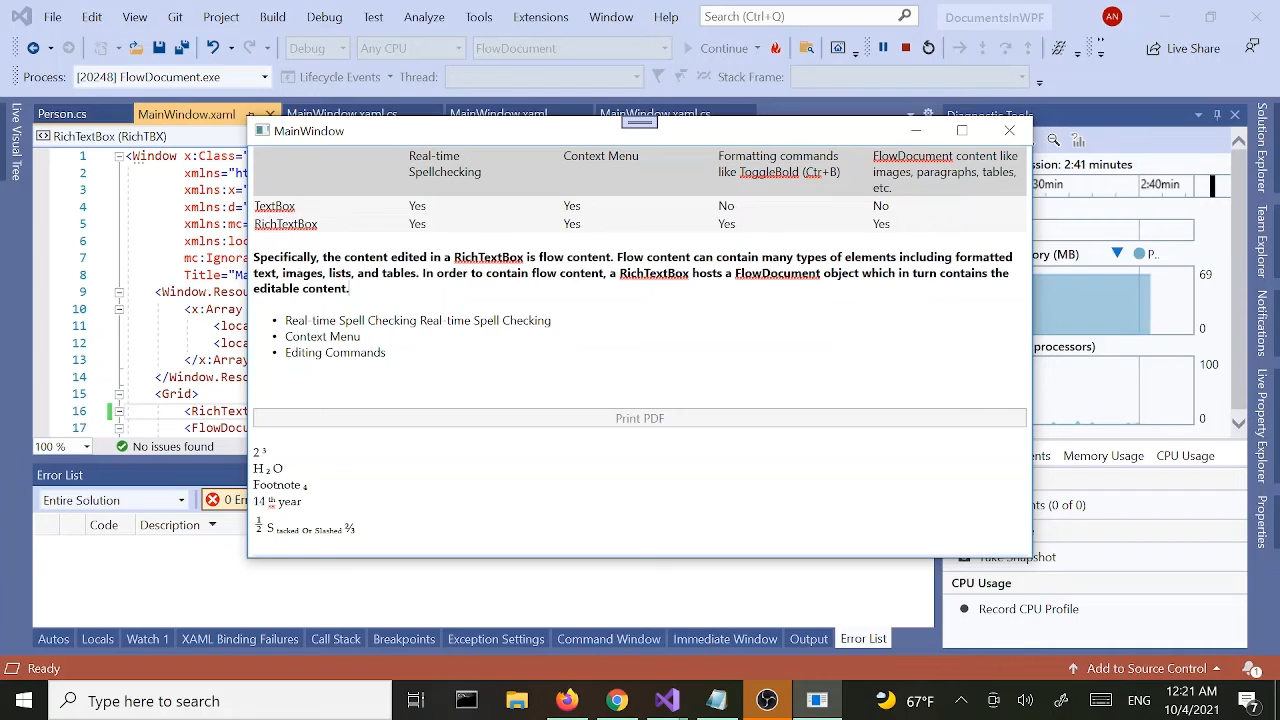 File Edit View Git Project Build Debug Test Analyze Tools Extensions Window Help Search (Ctrl+Q) DocumentsInWPF AN
Debug Any CPU FlowDocument Continue Live Share
Process: [20248] FlowDocument.exe Lifecycle Events Thread: Stack Frame:
Person.cs MainWindow.xaml MainWindow.xaml.cs MainWindow.xaml MainWindow.xaml.cs
Live Visual Tree
RichTextBox (RichTBX)
1 <Window x:Class="
2 xmlns="ht
3 xmlns:x="
4 xmlns:d="
5 xmlns:mc=
6 xmlns:loc
7 mc:Ignora
8 Title="Ma
9 <Window.Resou
10 <x:Array
11 <loca
12 <loca
13 </x:Array
14 </Window.Reso
15 <Grid>
16 <RichText
17 <FlowDocu
100 % No issues found
MainWindow
Real-time Spellchecking
Context Menu
Formatting commands like ToggleBold (Ctr+B)
FlowDocument content like images, paragraphs, tables, etc.
TextBox Yes Yes No No
RichTextBox Yes Yes Yes Yes
Specifically, the content edited in a RichTextBox is flow content. Flow content can contain many types of elements including formatted
text, images, lists, and tables. In order to contain flow content, a RichTextBox hosts a FlowDocument object which in turn contains the
editable content.
• Real-time Spell Checking Real-time Spell Checking
• Context Menu
• Editing Commands
Print PDF
2 3
H 2 O
Footnote 4
14 th year
1/2 S tacked Or Slashed 2/3
ssion: 2:41 minutes
30min 2:40min
ory (MB) P..
69
0
processors)
100
0
Memory Usage CPU Usage
nts (0 of 0)
Take Snapshot
CPU Usage
Record CPU Profile
Solution Explorer
Team Explorer
Notifications
Live Property Explorer
Properties
Error List
Entire Solution 0 Er
Code Description
Autos Locals Watch 1 XAML Binding Failures Call Stack Breakpoints Exception Settings Command Window Immediate Window Output Error List
Ready Add to Source Control 1
Type here to search 67°F ENG 2:21 AM
10/4/2021 7